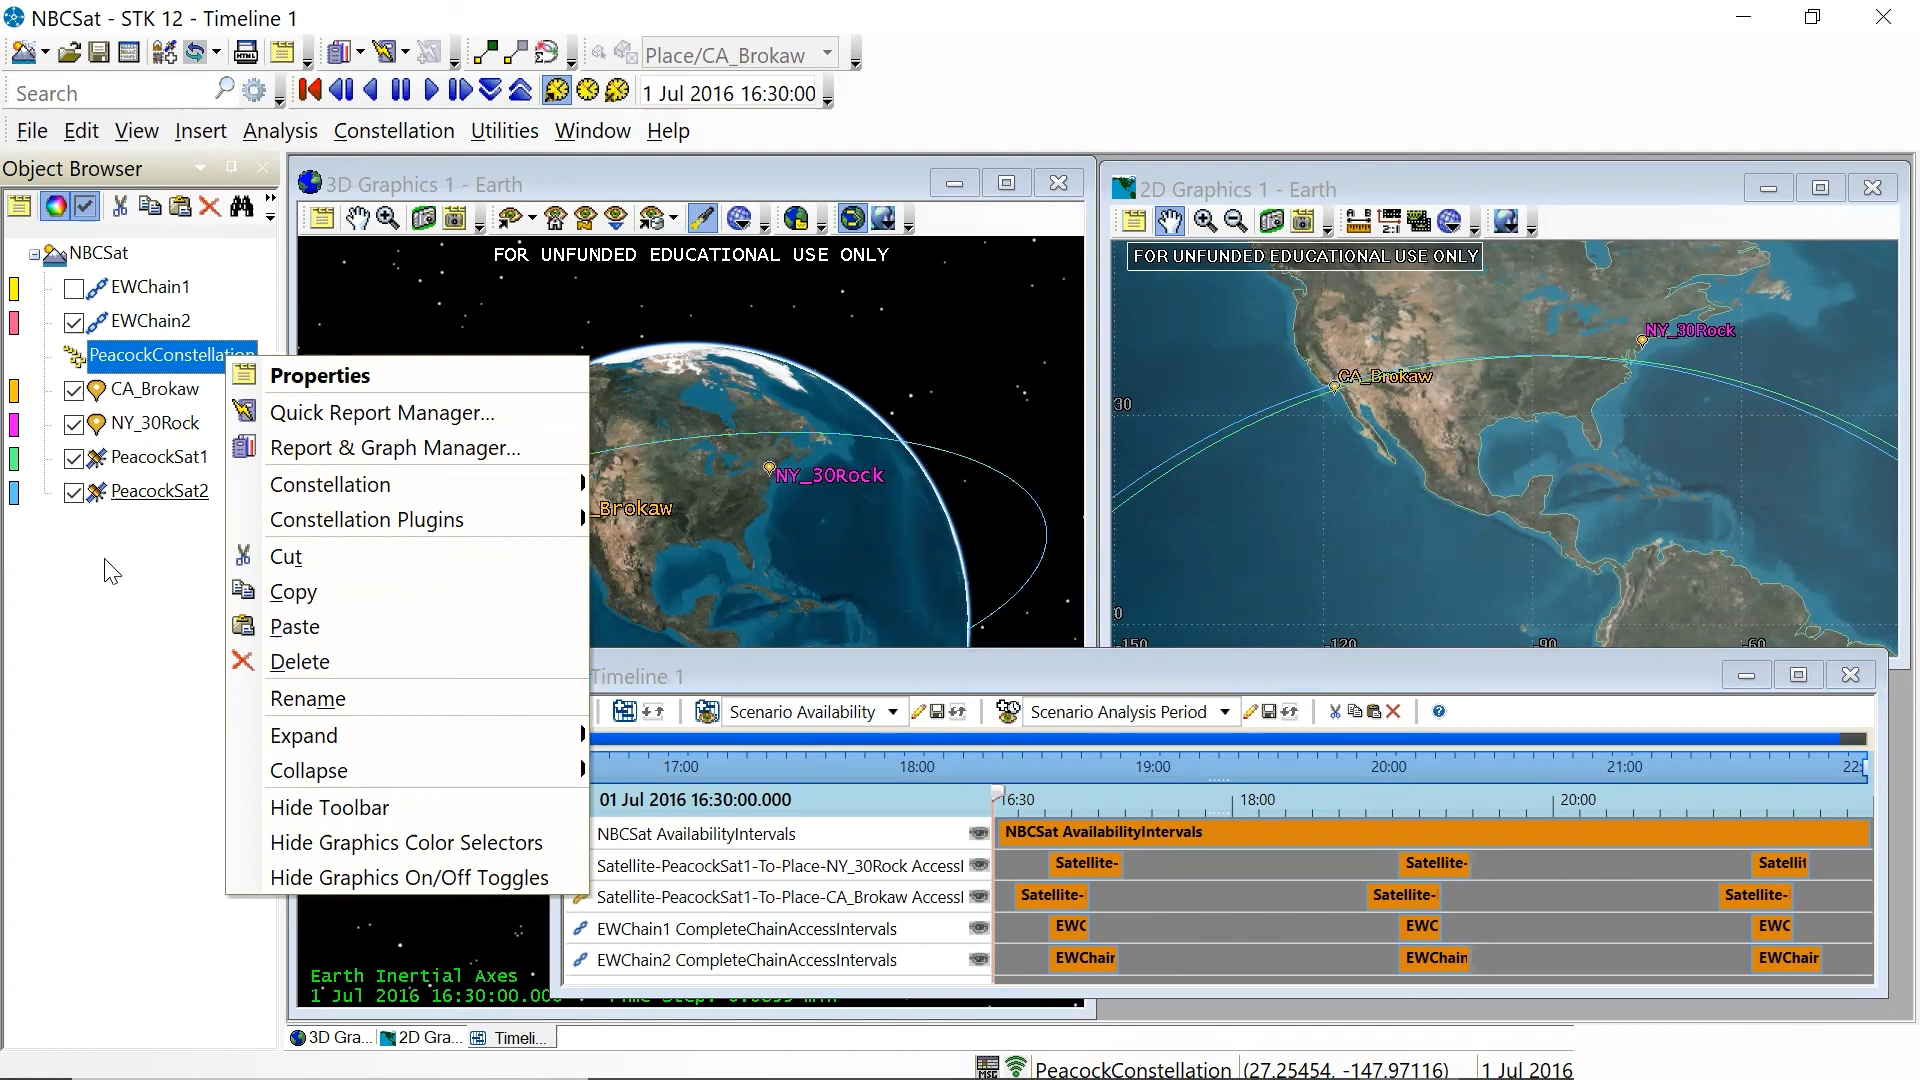 NBCSat - STK 12 - Timeline 1
Place/CA_Brokaw
Search
1 Jul 2016 16:30:00
File Edit View Insert Analysis Constellation Utilities Window Help
Object Browser
NBCSat
EWChain1
EWChain2
PeacockConstellation
CA_Brokaw
NY_30Rock
PeacockSat1
PeacockSat2
Properties
Quick Report Manager...
Report & Graph Manager...
Constellation
Constellation Plugins
Cut
Copy
Paste
Delete
Rename
Expand
Collapse
Hide Toolbar
Hide Graphics Color Selectors
Hide Graphics On/Off Toggles
3D Graphics 1 - Earth
FOR UNFUNDED EDUCATIONAL USE ONLY
NY_30Rock
_Brokaw
Earth Inertial Axes
1 Jul 2016 16:30:00.000
2D Graphics 1 - Earth
FOR UNFUNDED EDUCATIONAL USE ONLY
NY_30Rock
CA_Brokaw
30
0
-150 -120 -90 -60
Timeline 1
Scenario Availability Scenario Analysis Period
17:00 18:00 19:00 20:00 21:00 22:
01 Jul 2016 16:30:00.000 16:30 18:00 20:00
NBCSat AvailabilityIntervals NBCSat AvailabilityIntervals
Satellite-PeacockSat1-To-Place-NY_30Rock AccessI Satellite- Satellite- Satellit
Satellite-PeacockSat1-To-Place-CA_Brokaw AccessI Satellite- Satellite- Satellite-
EWChain1 CompleteChainAccessIntervals EWC EWC EWC
EWChain2 CompleteChainAccessIntervals EWChair EWChain EWChair
3D Gra... 2D Gra... Timeli...
MSG PeacockConstellation (27.25454, -147.97116) 1 Jul 2016